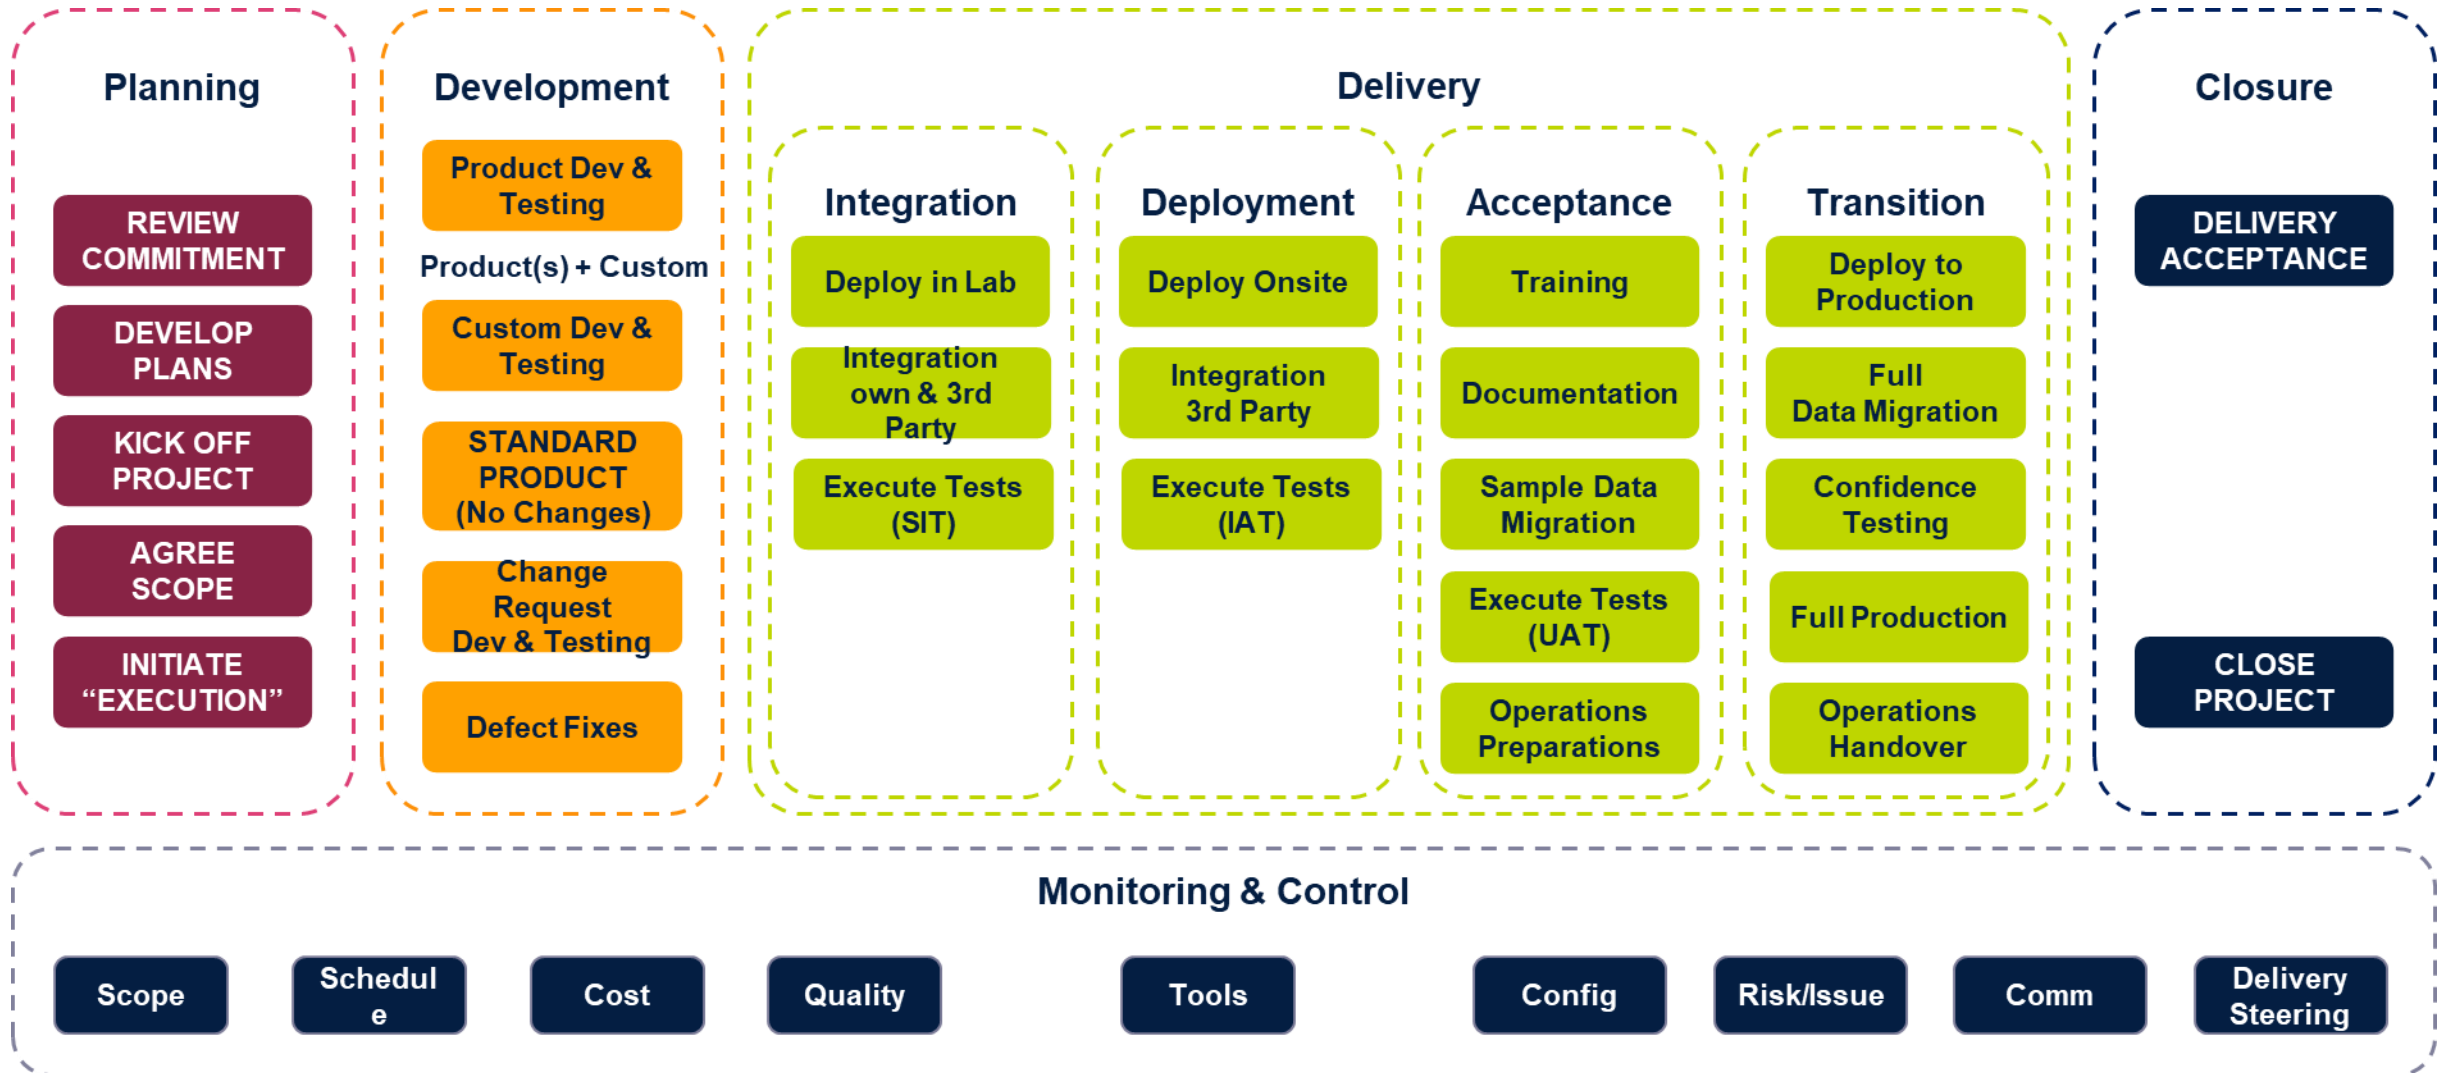 Planning
REVIEW
COMMITMENT
DEVELOP
PLANS
KICK OFF
PROJECT
AGREE
SCOPE
INITIATE
“EXECUTION”
Development
Product Dev &
Testing
Product(s) + Custom
Custom Dev &
Testing
STANDARD
PRODUCT
(No Changes)
Change
Request
Dev & Testing
Defect Fixes
Delivery
Integration
Deploy in Lab
Integration
own & 3rd
Party
Execute Tests
(SIT)
Deployment
Deploy Onsite
Integration
3rd Party
Execute Tests
(IAT)
Acceptance
Training
Documentation
Sample Data
Migration
Execute Tests
(UAT)
Operations
Preparations
Transition
Deploy to
Production
Full
Data Migration
Confidence
Testing
Full Production
Operations
Handover
Closure
DELIVERY
ACCEPTANCE
CLOSE
PROJECT
Monitoring & Control
Scope
Schedul
e
Cost
Quality
Tools
Config
Risk/Issue
Comm
Delivery
Steering